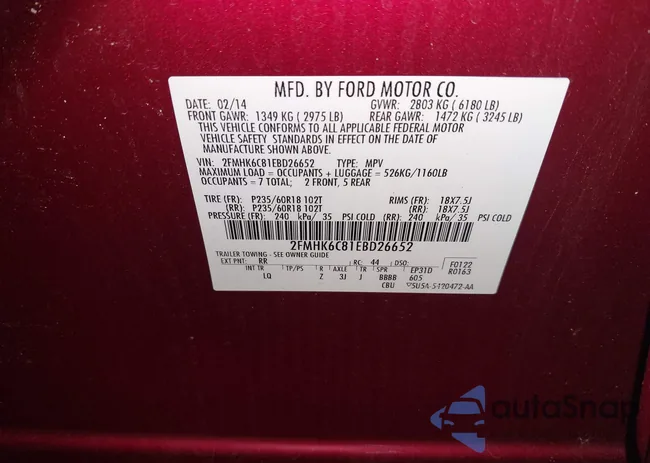 MFD. BY FORD MOTOR CO.
DATE: 02/14 GVWR: 2803 KG ( 6180 LB)
FRONT GAWR: 1349 KG ( 2975 LB) REAR GAWR: 1472 KG ( 3245 LB)
THIS VEHICLE CONFORMS TO ALL APPLICABLE FEDERAL MOTOR
VEHICLE SAFETY STANDARDS IN EFFECT ON THE DATE OF
MANUFACTURE SHOWN ABOVE.
VIN: 2FMHK6C81EBD26652 TYPE: MPV
MAXIMUM LOAD = OCCUPANTS + LUGGAGE = 526KG/1160LB
OCCUPANTS = 7 TOTAL; 2 FRONT, 5 REAR
TIRE (FR): P235/60R18 102T RIMS (FR): 18X7.5J
(RR): P235/60R18 102T (RR): 18X7.5J
PRESSURE (FR): 240 kPa/ 35 PSI COLD (RR): 240 kPa/ 35 PSI COLD
2FMHK6C81EBD26652
TRAILER TOWING - SEE OWNER GUIDE
EXT PNT: RR RC: 44 DSO: F0122
INT TR TP/PS R AXLE TR SPR EP31D R0163
LQ Z 3J J BBBB 605
CBU 5U5A-5420472-AA
autoSnap